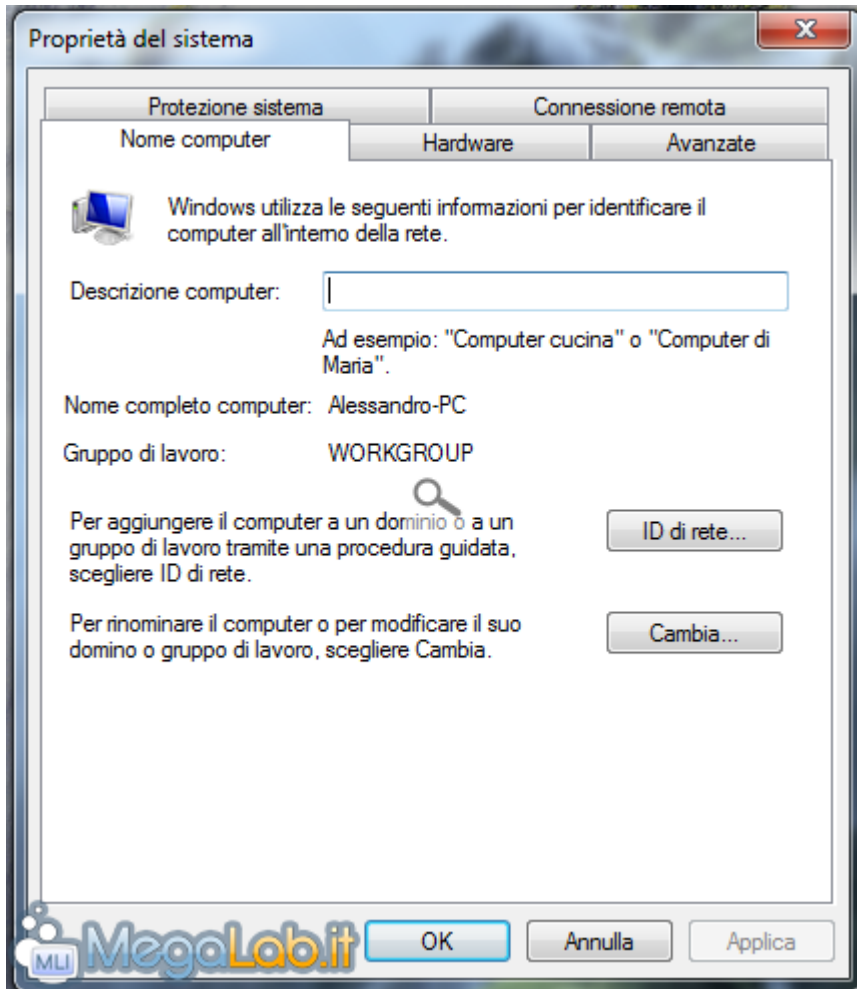 Proprietà del sistema
Protezione sistema
Connessione remota
Nome computer
Hardware
Avanzate
Windows utilizza le seguenti informazioni per identificare il
computer all'interno della rete.
Descrizione computer:
Ad esempio: "Computer cucina" o "Computer di
Maria".
Nome completo computer: Alessandro-PC
Gruppo di lavoro: WORKGROUP
Per aggiungere il computer a un dominio o a un
gruppo di lavoro tramite una procedura guidata,
scegliere ID di rete.
ID di rete...
Per rinominare il computer o per modificare il suo
domino o gruppo di lavoro, scegliere Cambia.
Cambia...
MLI MegaLab.it
OK
Annulla
Applica